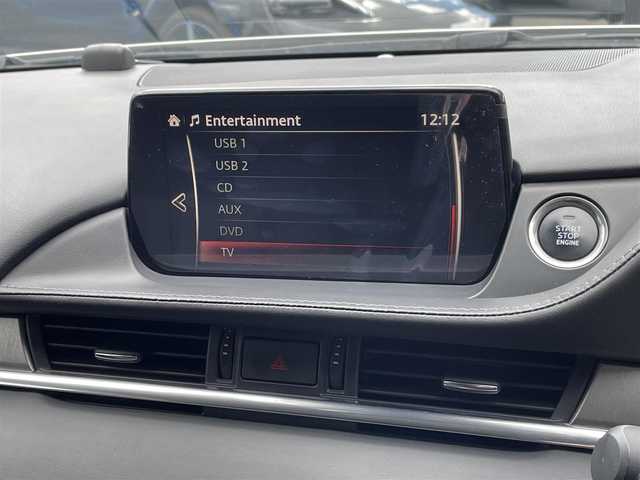 Entertainment 12:12
USB 1
USB 2
CD
AUX
DVD
TV
START
STOP
ENGINE